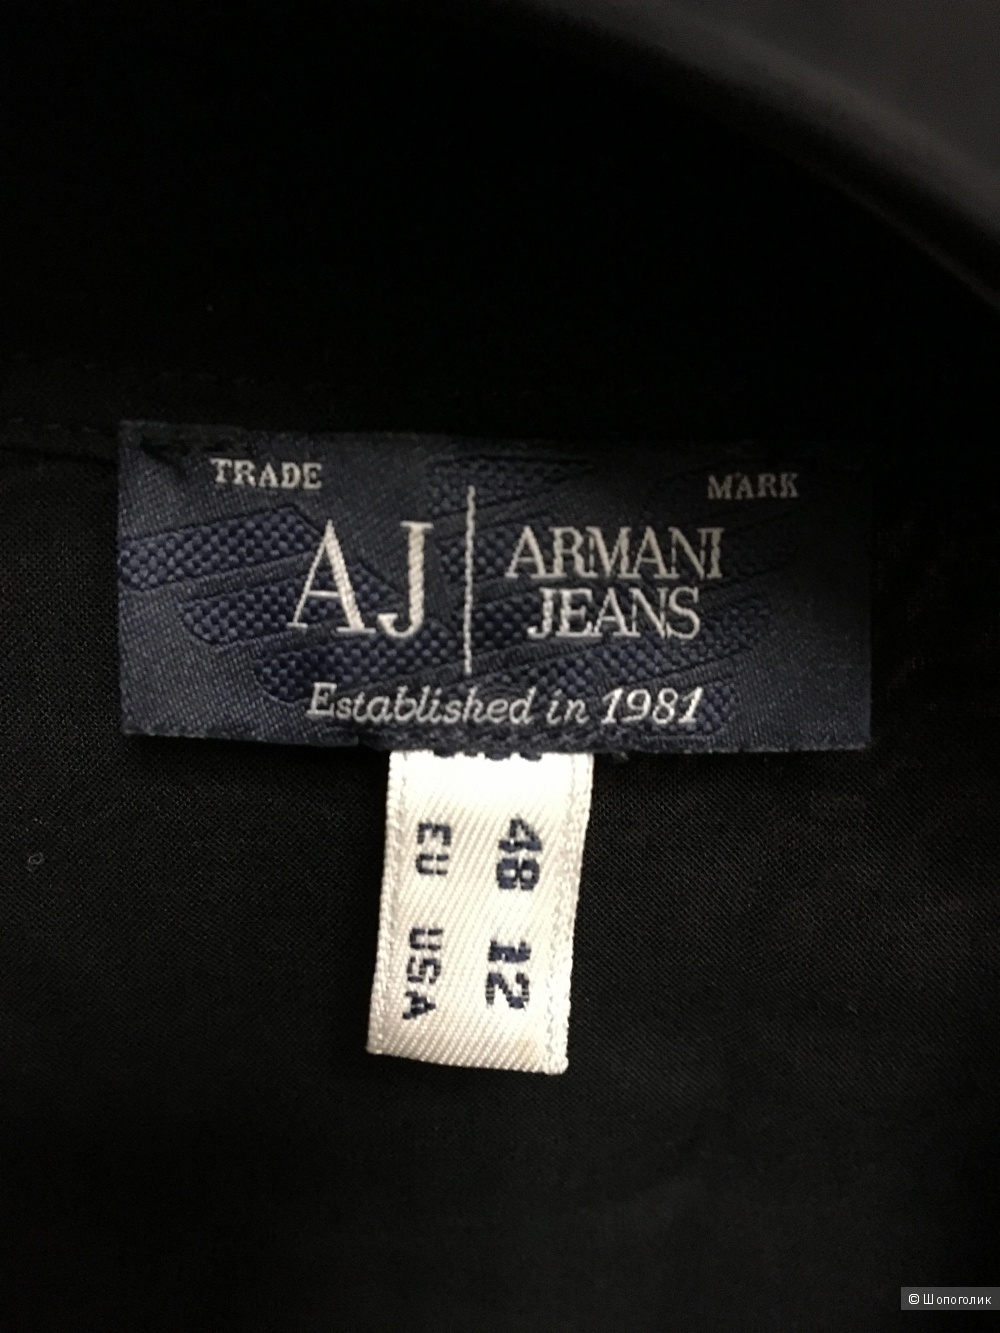 TRADE MARK
AJ ARMANI
JEANS
Established in 1981
48 12
EU USA
© Шопоголик